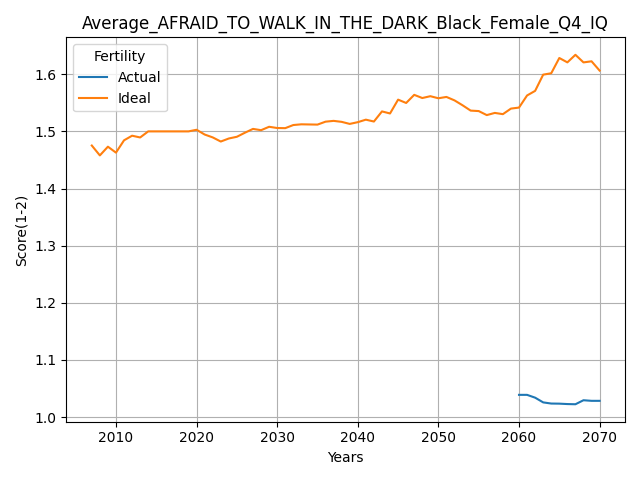 Average_AFRAID_TO_WALK_IN_THE_DARK_Black_Female_Q4_IQ
Fertility
Actual
Ideal
Score(1-2)
1.6
1.5
1.4
1.3
1.2
1.1
1.0
2010 2020 2030 2040 2050 2060 2070
Years